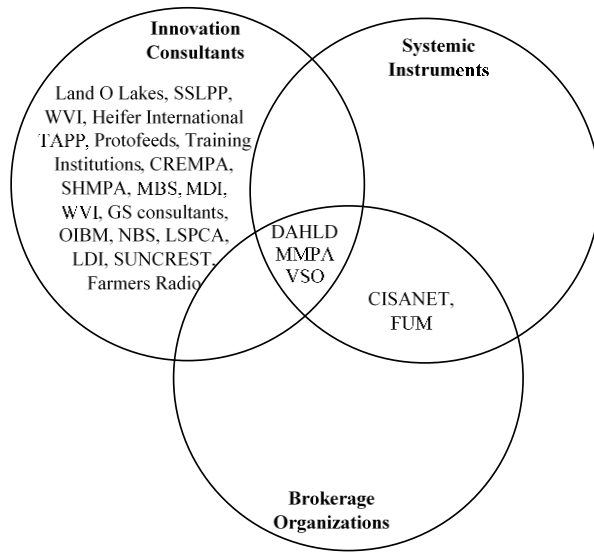 Innovation
Consultants
Systemic
Instruments
Land O Lakes, SSLPP,
WVI, Heifer International
TAPP, Protofeeds, Training
Institutions, CREMPA,
SHMPA, MBS, MDI,
WVI, GS consultants,
OIBM, NBS, LSPCA,
LDI, SUNCREST,
Farmers Radio
DAHLD
MMPA
VSO
CISANET,
FUM
Brokerage
Organizations